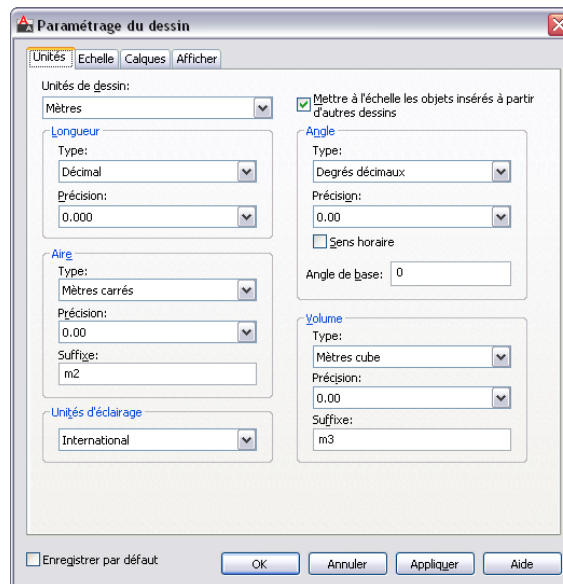 Paramétrage du dessin
Unités Echelle Calques Afficher
Unités de dessin:
Mètres
Mettre à l'échelle les objets insérés à partir
d'autres dessins
Longueur
Type:
Décimal
Précision:
0.000
Angle
Type:
Degrés décimaux
Précision:
0.00
Sens horaire
Angle de base: 0
Aire
Type:
Mètres carrés
Précision:
0.00
Suffixe:
m2
Volume
Type:
Mètres cube
Précision:
0.00
Suffixe:
m3
Unités d'éclairage
International
Enregistrer par défaut
OK Annuler Appliquer Aide